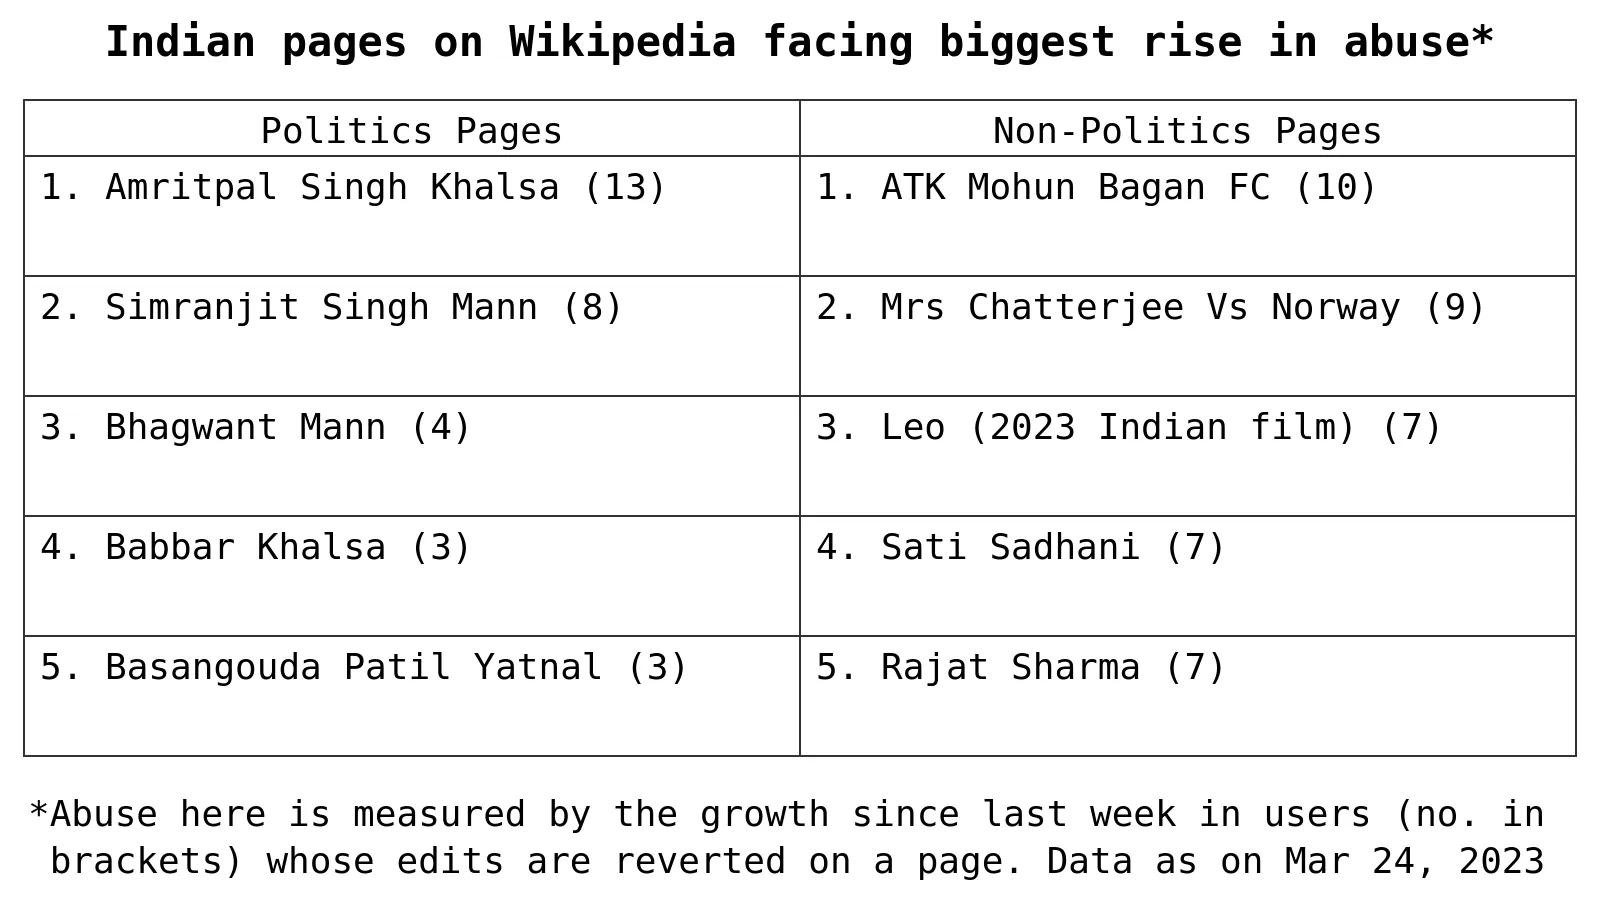 Indian pages on Wikipedia facing biggest rise in abuse*
Politics Pages
Non-Politics Pages
1. Amritpal Singh Khalsa (13)
1. ATK Mohun Bagan FC (10)
2. Simranjit Singh Mann (8)
2. Mrs Chatterjee Vs Norway (9)
3. Bhagwant Mann (4)
3. Leo (2023 Indian film) (7)
4. Babbar Khalsa (3)
4. Sati Sadhani (7)
5. Basangouda Patil Yatnal (3)
5. Rajat Sharma (7)
*Abuse here is measured by the growth since last week in users (no. in
brackets) whose edits are reverted on a page. Data as on Mar 24, 2023